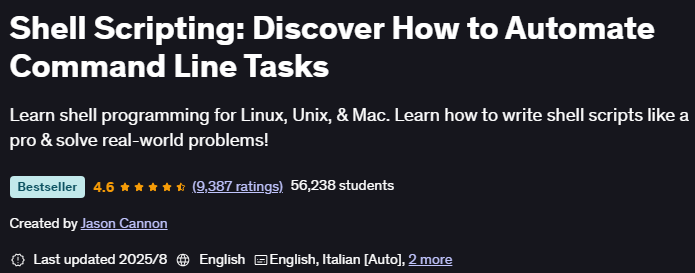 Shell Scripting: Discover How to Automate
Command Line Tasks
Learn shell programming for Linux, Unix, & Mac. Learn how to write shell scripts like a
pro & solve real-world problems!
Bestseller 4.6 (9,387 ratings) 56,238 students
Created by Jason Cannon
Last updated 2025/8 English English, Italian [Auto], 2 more